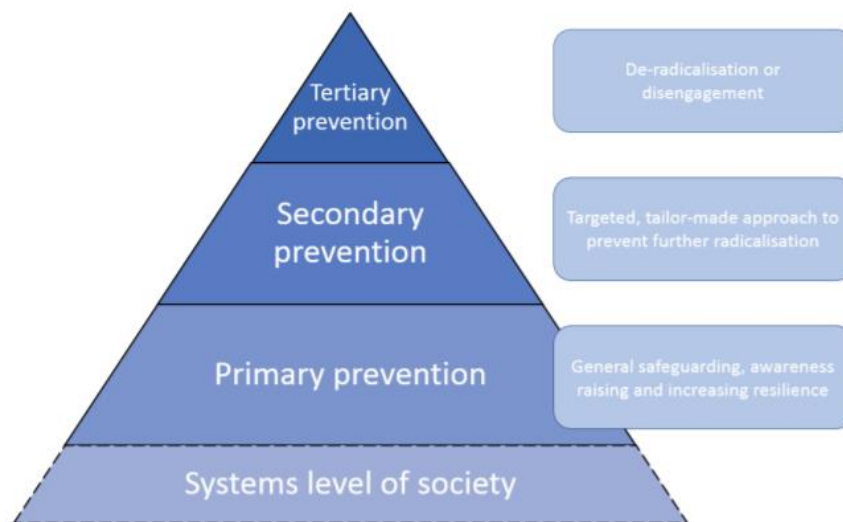 Tertiary
prevention
De-radicalisation or
disengagement
Secondary
prevention
Targeted, tailor-made approach to
prevent further radicalisation
Primary prevention
General safeguarding, awareness
raising and increasing resilience
Systems level of society